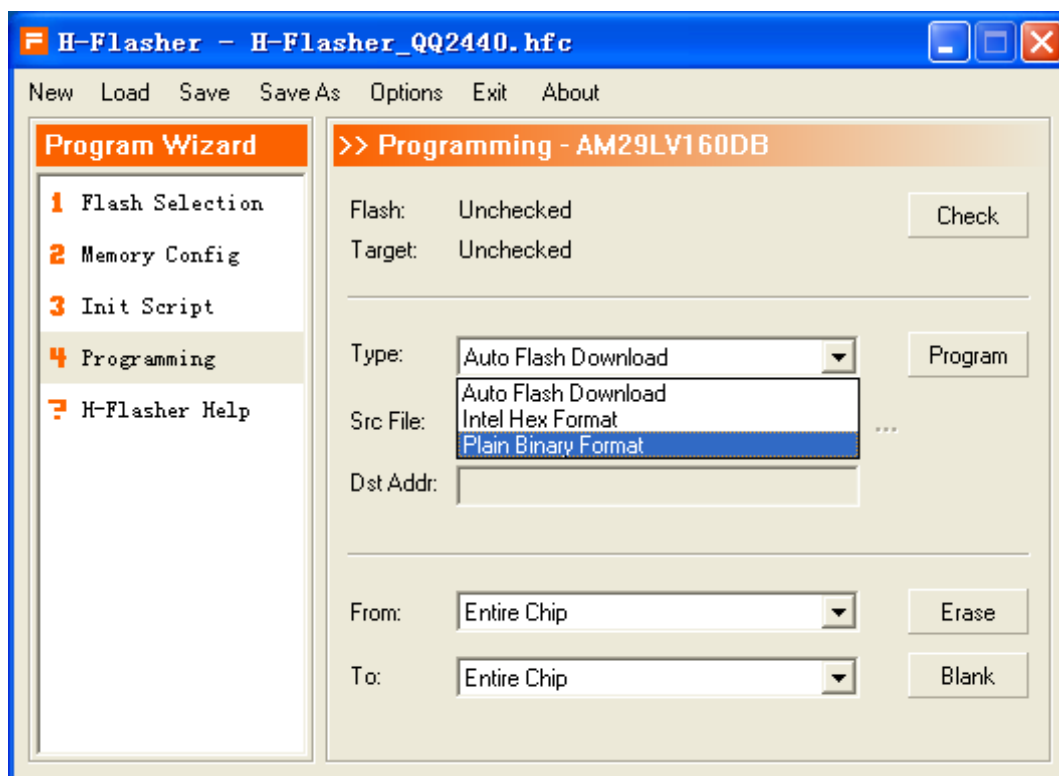 H-Flasher - H-Flasher_QQ2440.hfc
New Load Save Save As Options Exit About
Program Wizard
1 Flash Selection
2 Memory Config
3 Init Script
4 Programming
? H-Flasher Help
>> Programming - AM29LV160DB
Flash: Unchecked
Check
Target: Unchecked
Type: Auto Flash Download
Program
Auto Flash Download
Src File:
Intel Hex Format
...
Plain Binary Format
Dst Addr:
From: Entire Chip
Erase
To: Entire Chip
Blank